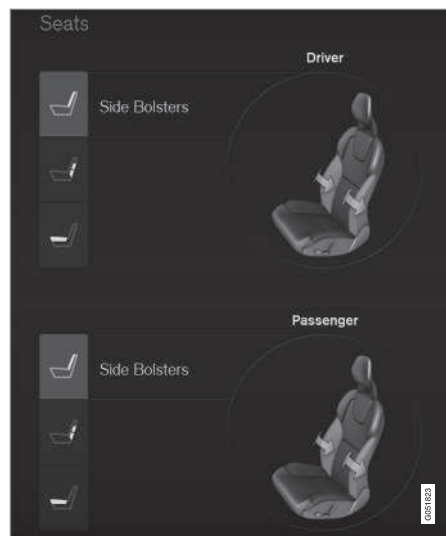 Seats
Driver
Side Bolsters
Passenger
Side Bolsters
G051823